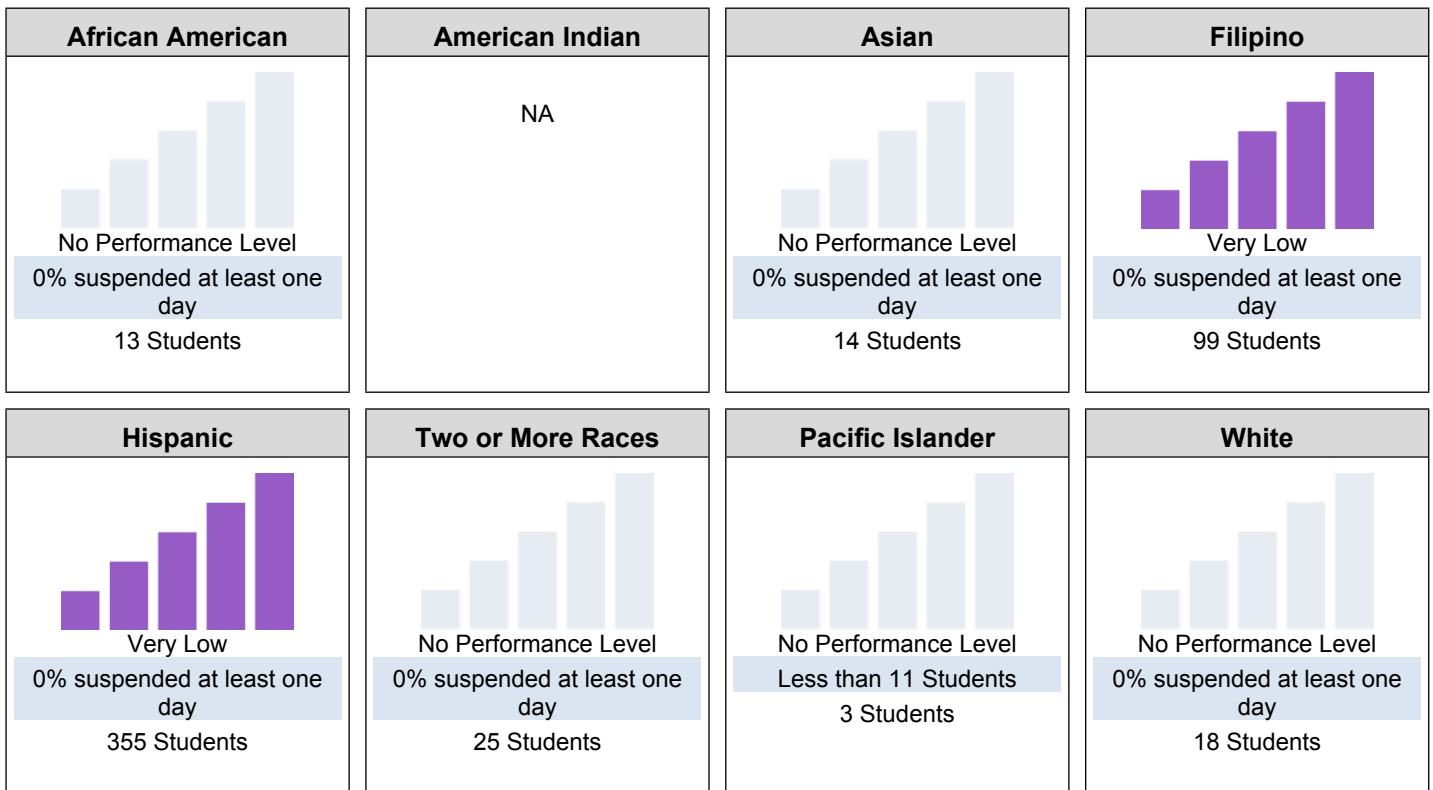 African American
No Performance Level
0% suspended at least one
day
13 Students
American Indian
NA
Asian
No Performance Level
0% suspended at least one
day
14 Students
Filipino
Very Low
0% suspended at least one
day
99 Students
Hispanic
Very Low
0% suspended at least one
day
355 Students
Two or More Races
No Performance Level
0% suspended at least one
day
25 Students
Pacific Islander
No Performance Level
Less than 11 Students
3 Students
White
No Performance Level
0% suspended at least one
day
18 Students